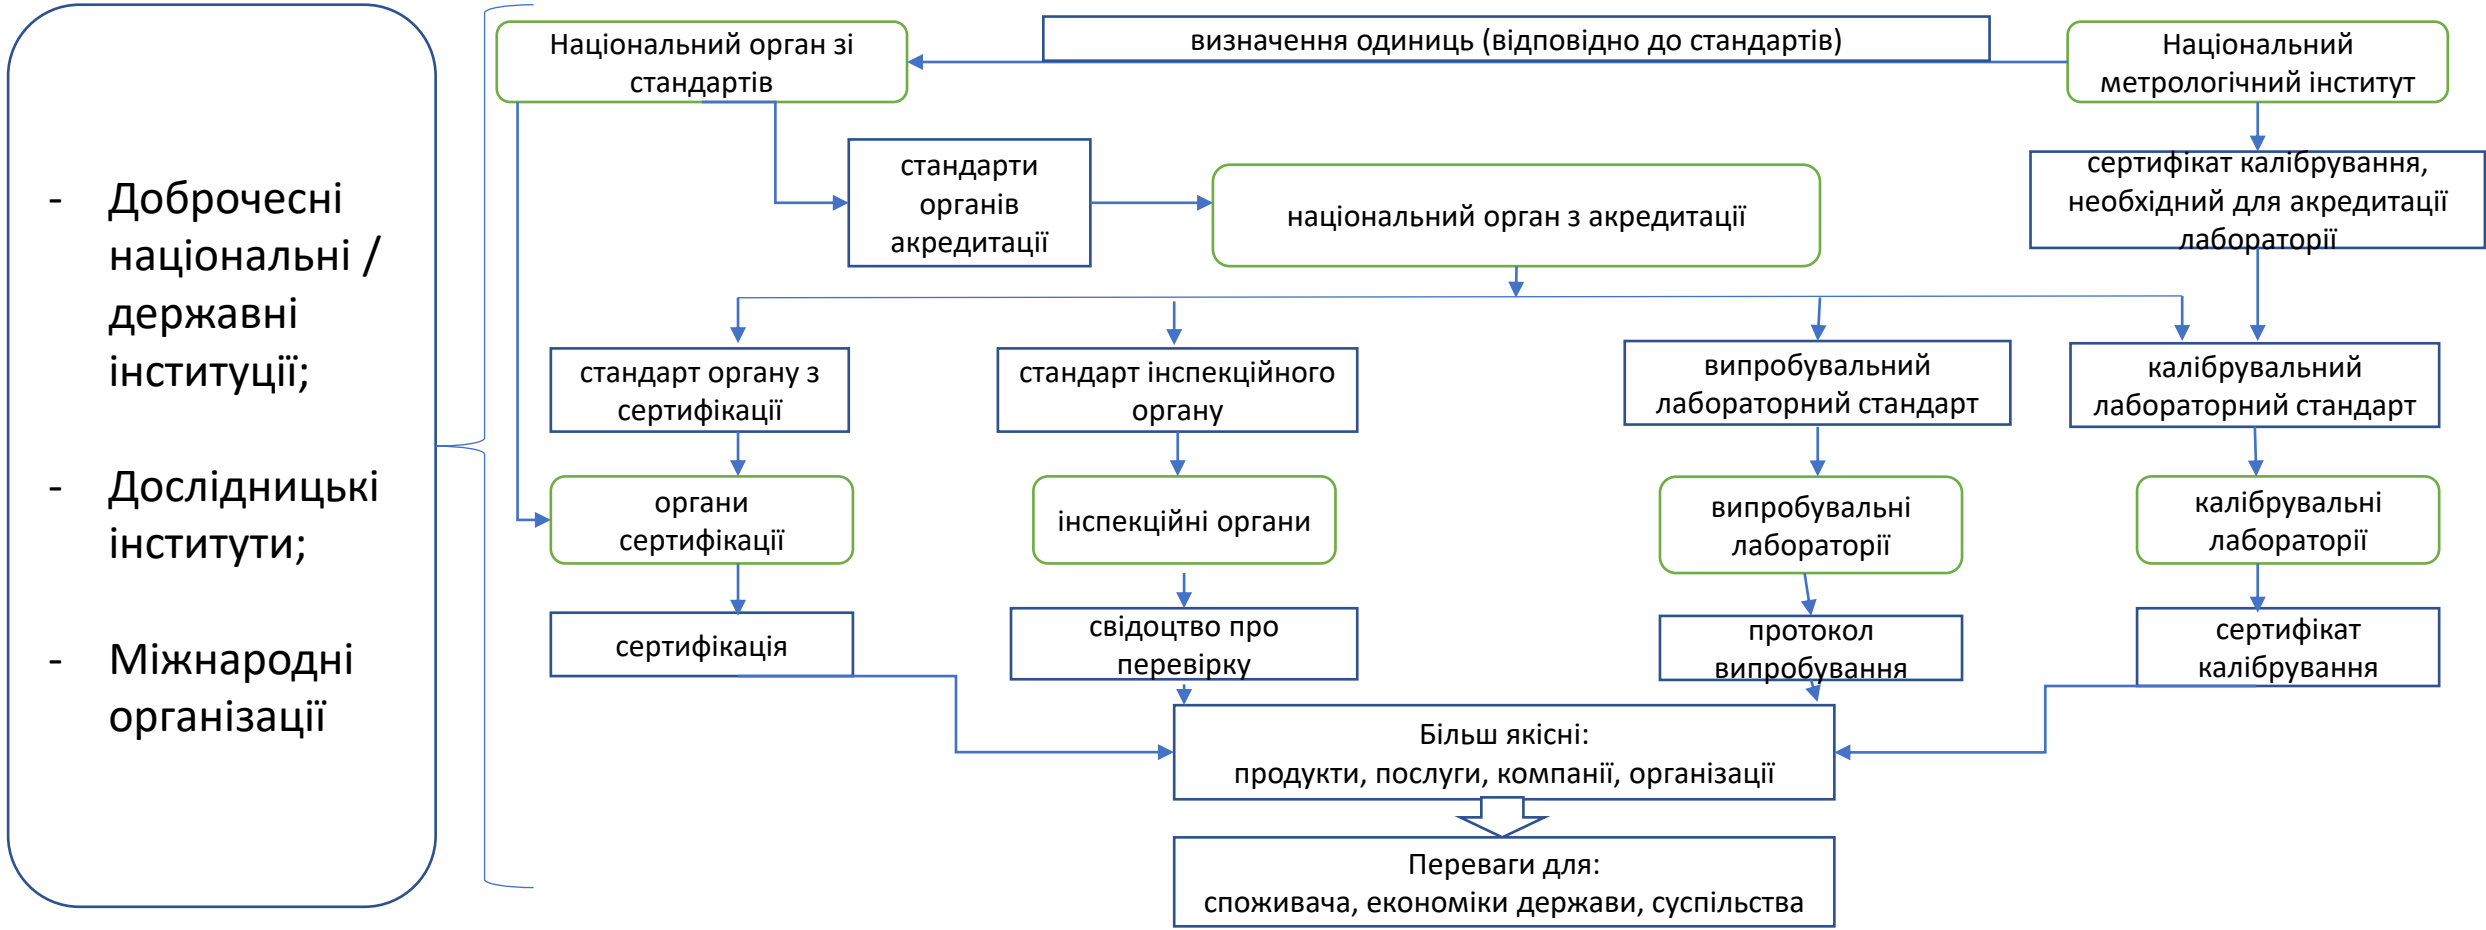 - Доброчесні
національні /
державні
інституції;
- Дослідницькі
інститути;
- Міжнародні
організації
Національний орган зі
стандартів
визначення одиниць (відповідно до стандартів)
Національний
метрологічний інститут
стандарти
органів
акредитації
національний орган з акредитації
сертифікат калібрування,
необхідний для акредитації
лабораторії
стандарт органу з
сертифікації
стандарт інспекційного
органу
випробувальний
лабораторний стандарт
калібрувальний
лабораторний стандарт
органи
сертифікації
інспекційні органи
випробувальні
лабораторії
калібрувальні
лабораторії
сертифікація
свідоцтво про
перевірку
протокол
випробування
сертифікат
калібрування
Більш якісні:
продукти, послуги, компанії, організації
Переваги для:
споживача, економіки держави, суспільства